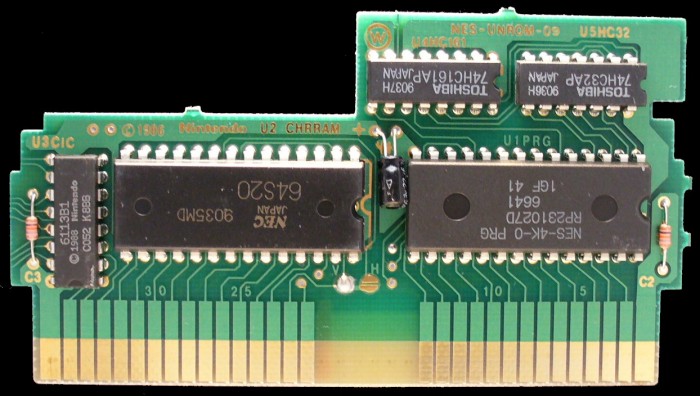 NES-UNROM-09
U5HC32
U4HC161
TOSHIBA
74HC161AP
JAPAN 9037H
TOSHIBA
74HC32AP
JAPAN 9036H
©1986 Nintendo
U2 CHRRAM
+
U1PRG
U3CIC
6113B1
© 1988 Nintendo
C052 K888
NEC
JAPAN
64S20
9035MD
NES-4K-0 PRG
RP231027D
6641
1GF 41
C3
V
H
C2
30
25
10
5